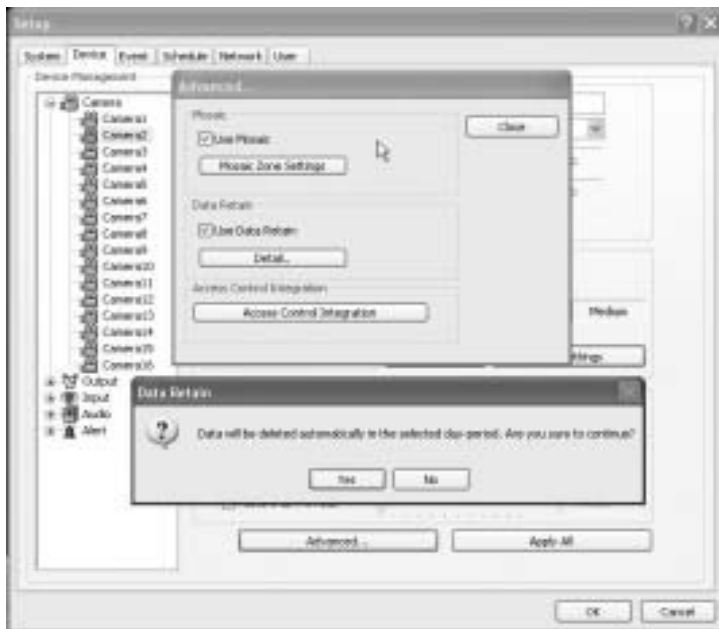 Setup
System Device Event Schedule Network User
Device Management
Camera
Camera1
Camera2
Camera3
Camera4
Camera5
Camera6
Camera7
Camera8
Camera9
Camera10
Camera11
Camera12
Camera13
Camera14
Camera15
Camera16
Output
Input
Audio
Alert
Advanced...
Mosaic
Use Mosaic
Mosaic Zone Settings
Close
Data Retain
Use Data Retain
Detail..
Access Control Integration
Access Control Integration
Medium
ttings
Data Retain
Data will be deleted automatically in the selected day-period. Are you sure to continue?
Yes No
Advanced... Apply All
OK Cancel